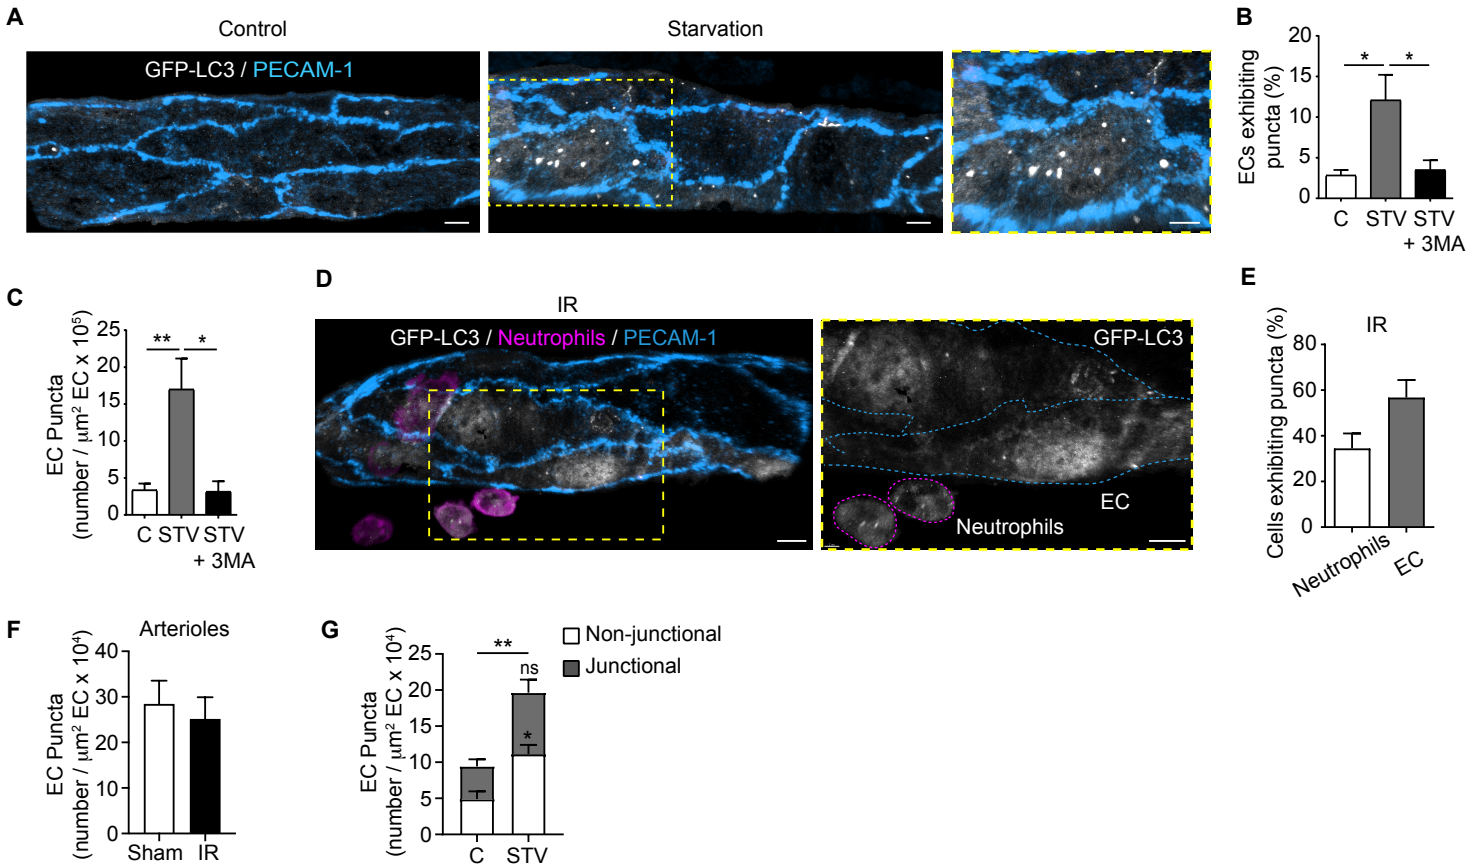 A
Control
Starvation
GFP-LC3 / PECAM-1
B
ECs exhibiting
puncta (%)
20
15
10
5
0
*
*
C
STV
STV
+ 3MA
C
EC Puncta
(number / μm² EC x 10⁵)
25
20
15
10
5
0
**
*
C
STV
STV
+ 3MA
D
IR
GFP-LC3 / Neutrophils / PECAM-1
GFP-LC3
EC
Neutrophils
E
IR
Cells exhibiting puncta (%)
80
60
40
20
0
Neutrophils
EC
F
Arterioles
EC Puncta
(number / μm² EC x 10⁴)
40
30
20
10
0
Sham
IR
G
EC Puncta
(number / μm² EC x 10⁴)
25
20
15
10
5
0
**
ns
*
C
STV
Non-junctional
Junctional